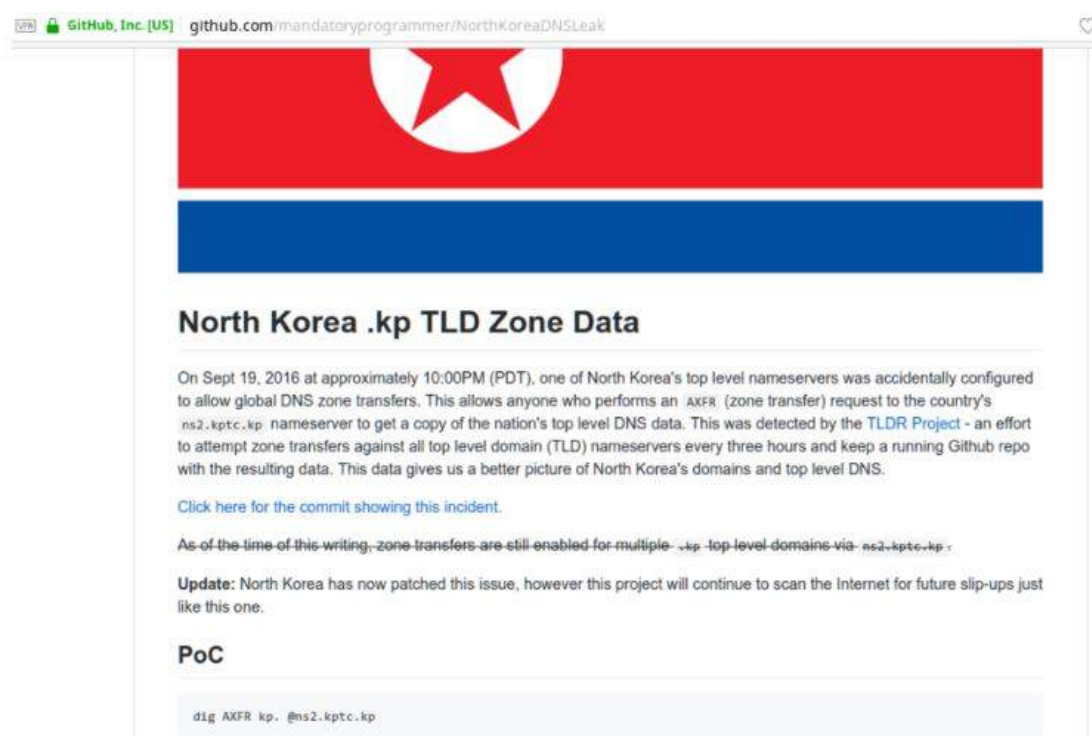 VPN GitHub, Inc. [US] github.com/mandatoryprogrammer/NorthKoreaDNSLeak
North Korea .kp TLD Zone Data
On Sept 19, 2016 at approximately 10:00PM (PDT), one of North Korea's top level nameservers was accidentally configured
to allow global DNS zone transfers. This allows anyone who performs an AXFR (zone transfer) request to the country's
ns2.kptc.kp nameserver to get a copy of the nation's top level DNS data. This was detected by the TLDR Project - an effort
to attempt zone transfers against all top level domain (TLD) nameservers every three hours and keep a running Github repo
with the resulting data. This data gives us a better picture of North Korea's domains and top level DNS.
Click here for the commit showing this incident.
As of the time of this writing, zone transfers are still enabled for multiple .kp top level domains via ns2.kptc.kp.
Update: North Korea has now patched this issue, however this project will continue to scan the Internet for future slip-ups just
like this one.
PoC
dig AXFR kp. @ns2.kptc.kp